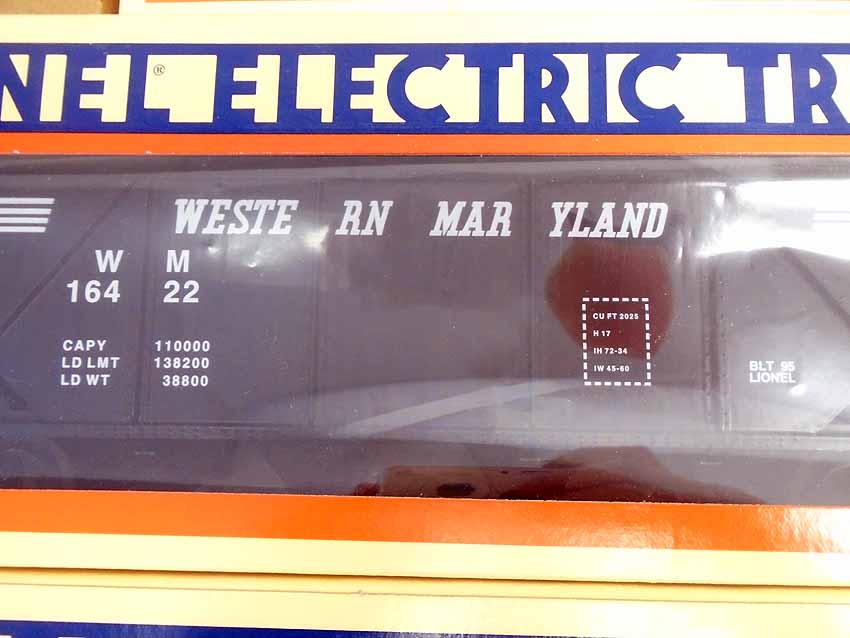 NEL® ELECTRIC TR
WESTE RN MAR YLAND
W M
164 22
CAPY 110000
LD LMT 138200
LD WT 38800
CU FT 2025
H 17
IH 72-34
IW 45-60
BLT 95
LIONEL